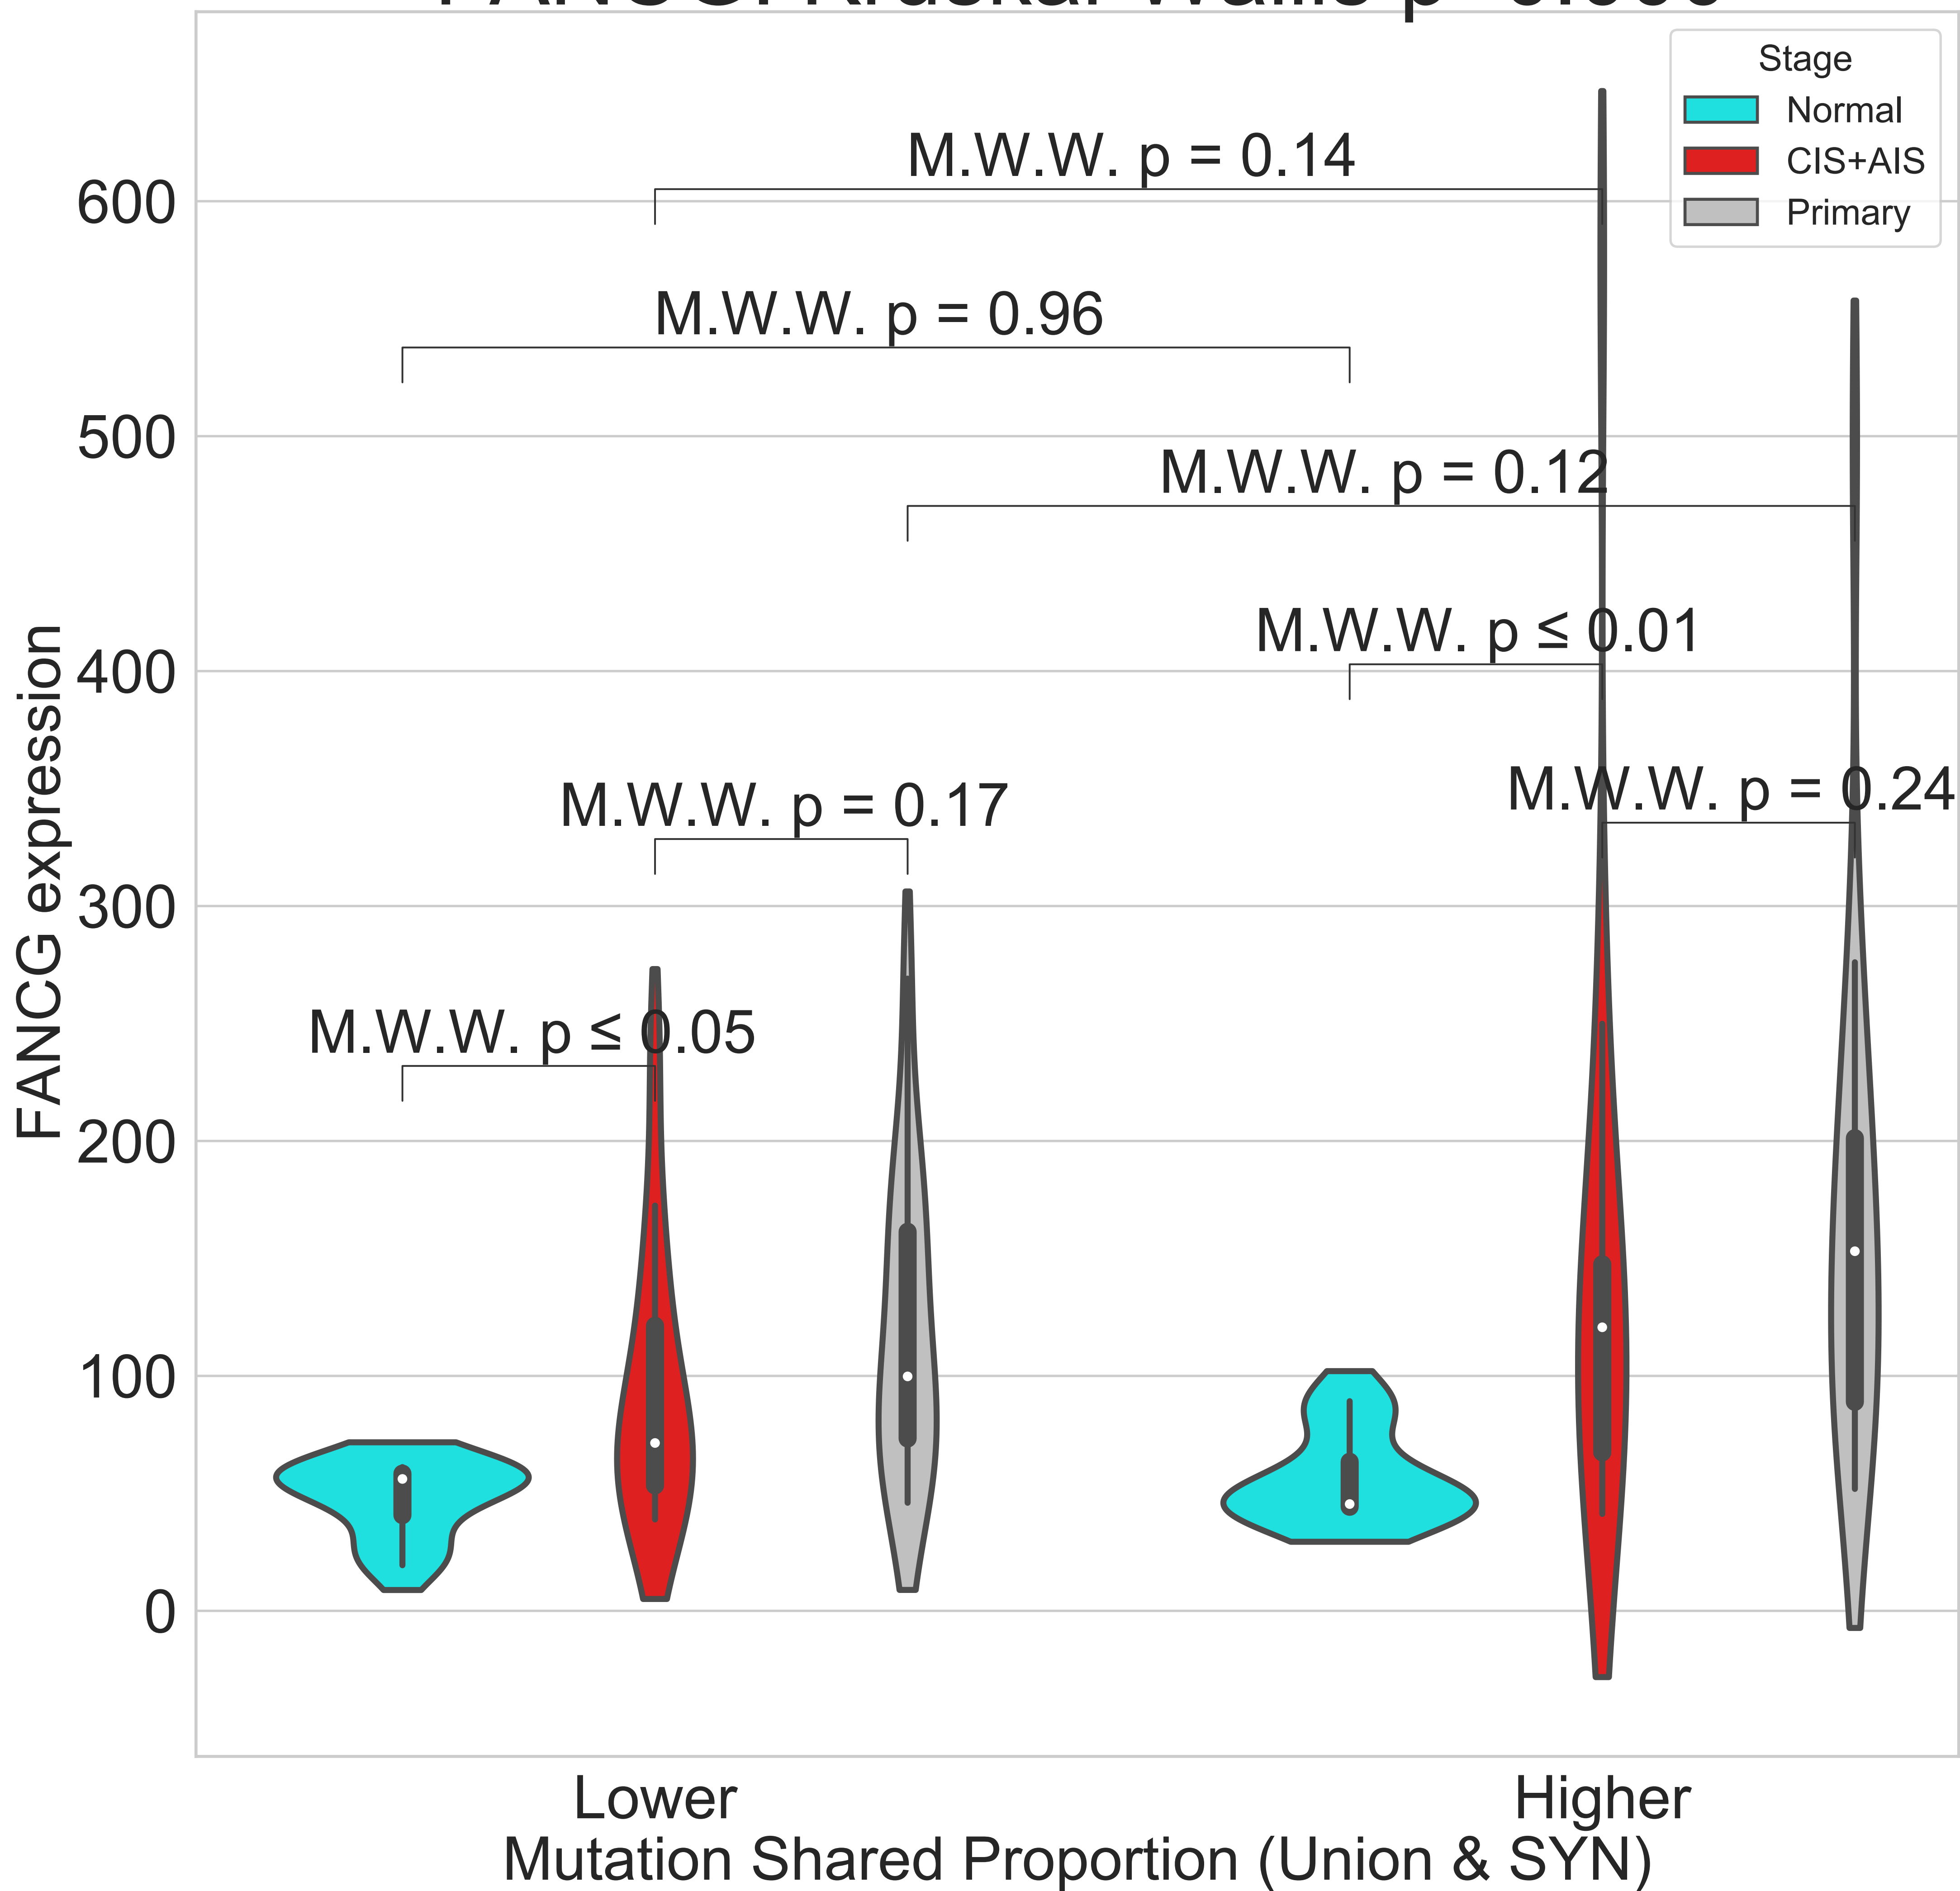 Stage
Normal
CIS+AIS
Primary
M.W.W. p = 0.14
M.W.W. p = 0.96
M.W.W. p = 0.12
M.W.W. p ≤ 0.01
M.W.W. p = 0.24
M.W.W. p = 0.17
M.W.W. p ≤ 0.05
600
500
400
300
200
100
0
FANCG expression
Lower
Higher
Mutation Shared Proportion (Union & SYN)